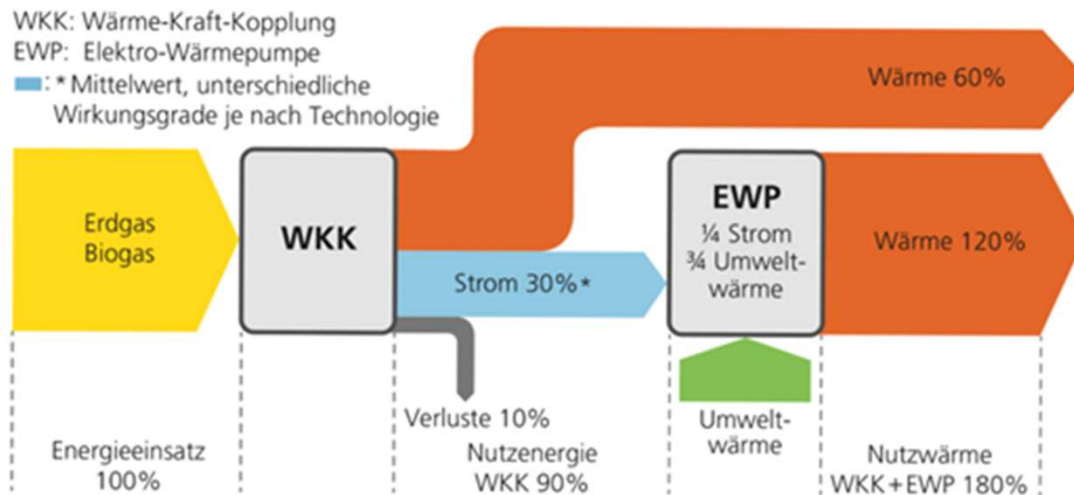 WKK: Wärme-Kraft-Kopplung
EWP: Elektro-Wärmepumpe
: * Mittelwert, unterschiedliche
Wirkungsgrade je nach Technologie
Wärme 60%
Erdgas
Biogas
WKK
Strom 30%*
EWP
¼ Strom
¾ Umwelt-
wärme
Wärme 120%
Verluste 10%
Umwelt-
wärme
Energieeinsatz
100%
Nutzenergie
WKK 90%
Nutzwärme
WKK+EWP 180%